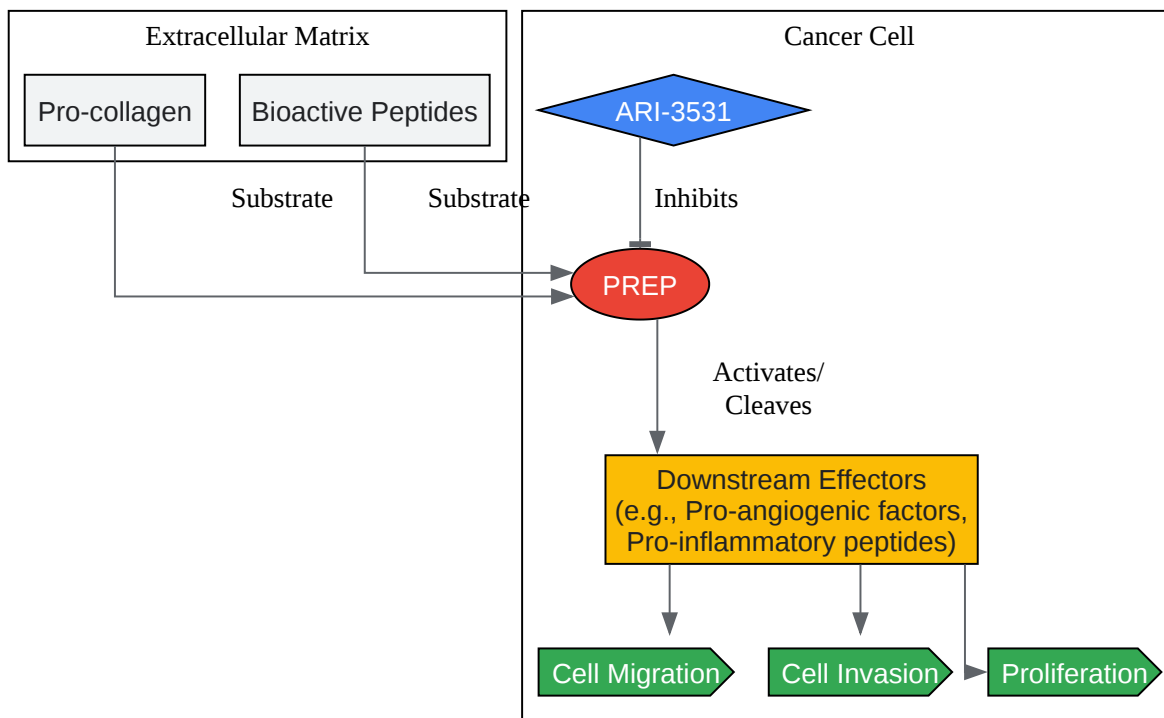 Extracellular Matrix
Cancer Cell
Pro-collagen
Bioactive Peptides
ARI-3531
Substrate
Substrate
Inhibits
PREP
Activates/
Cleaves
Downstream Effectors
(e.g., Pro-angiogenic factors,
Pro-inflammatory peptides)
Cell Migration
Cell Invasion
Proliferation